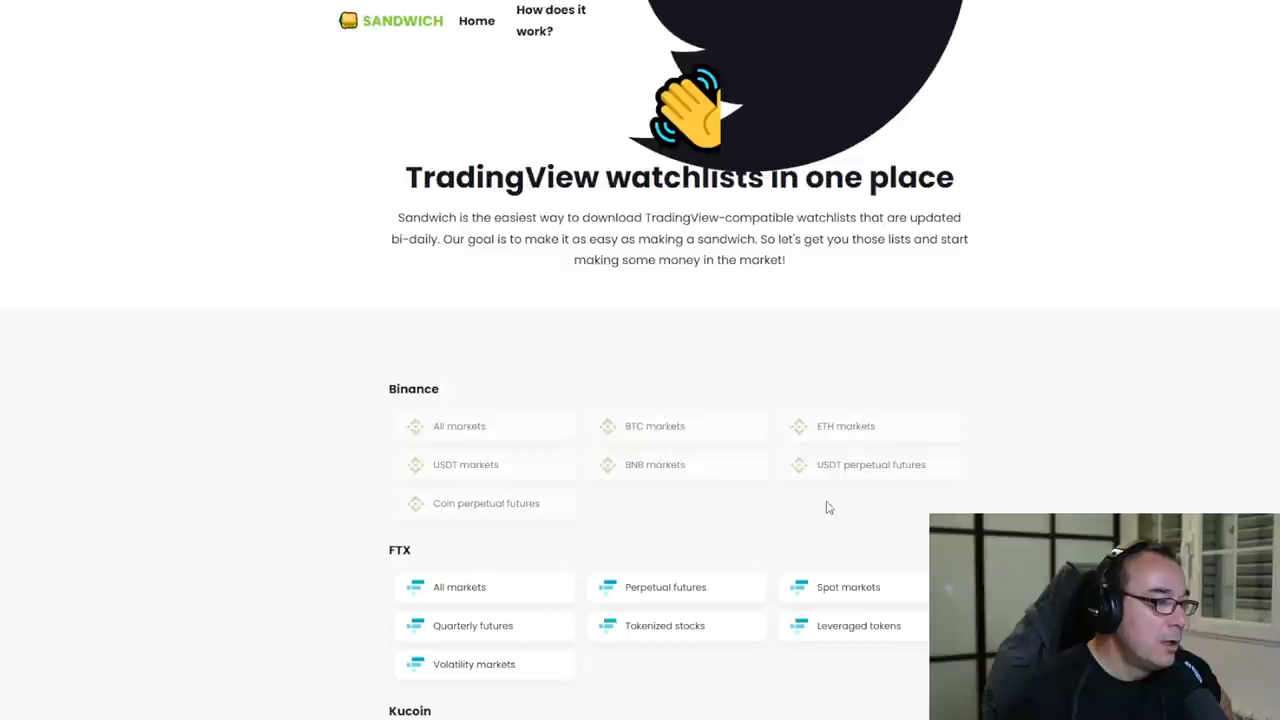 SANDWICH
Home
How does it
work?
TradingView watchlists in one place
Sandwich is the easiest way to download TradingView-compatible watchlists that are updated
bi-daily. Our goal is to make it as easy as making a sandwich. So let's get you those lists and start
making some money in the market!
Binance
All markets
BTC markets
ETH markets
USDT markets
BNB markets
USDT perpetual futures
Coin perpetual futures
FTX
All markets
Perpetual futures
Spot markets
Quarterly futures
Tokenized stocks
Leveraged tokens
Volatility markets
Kucoin